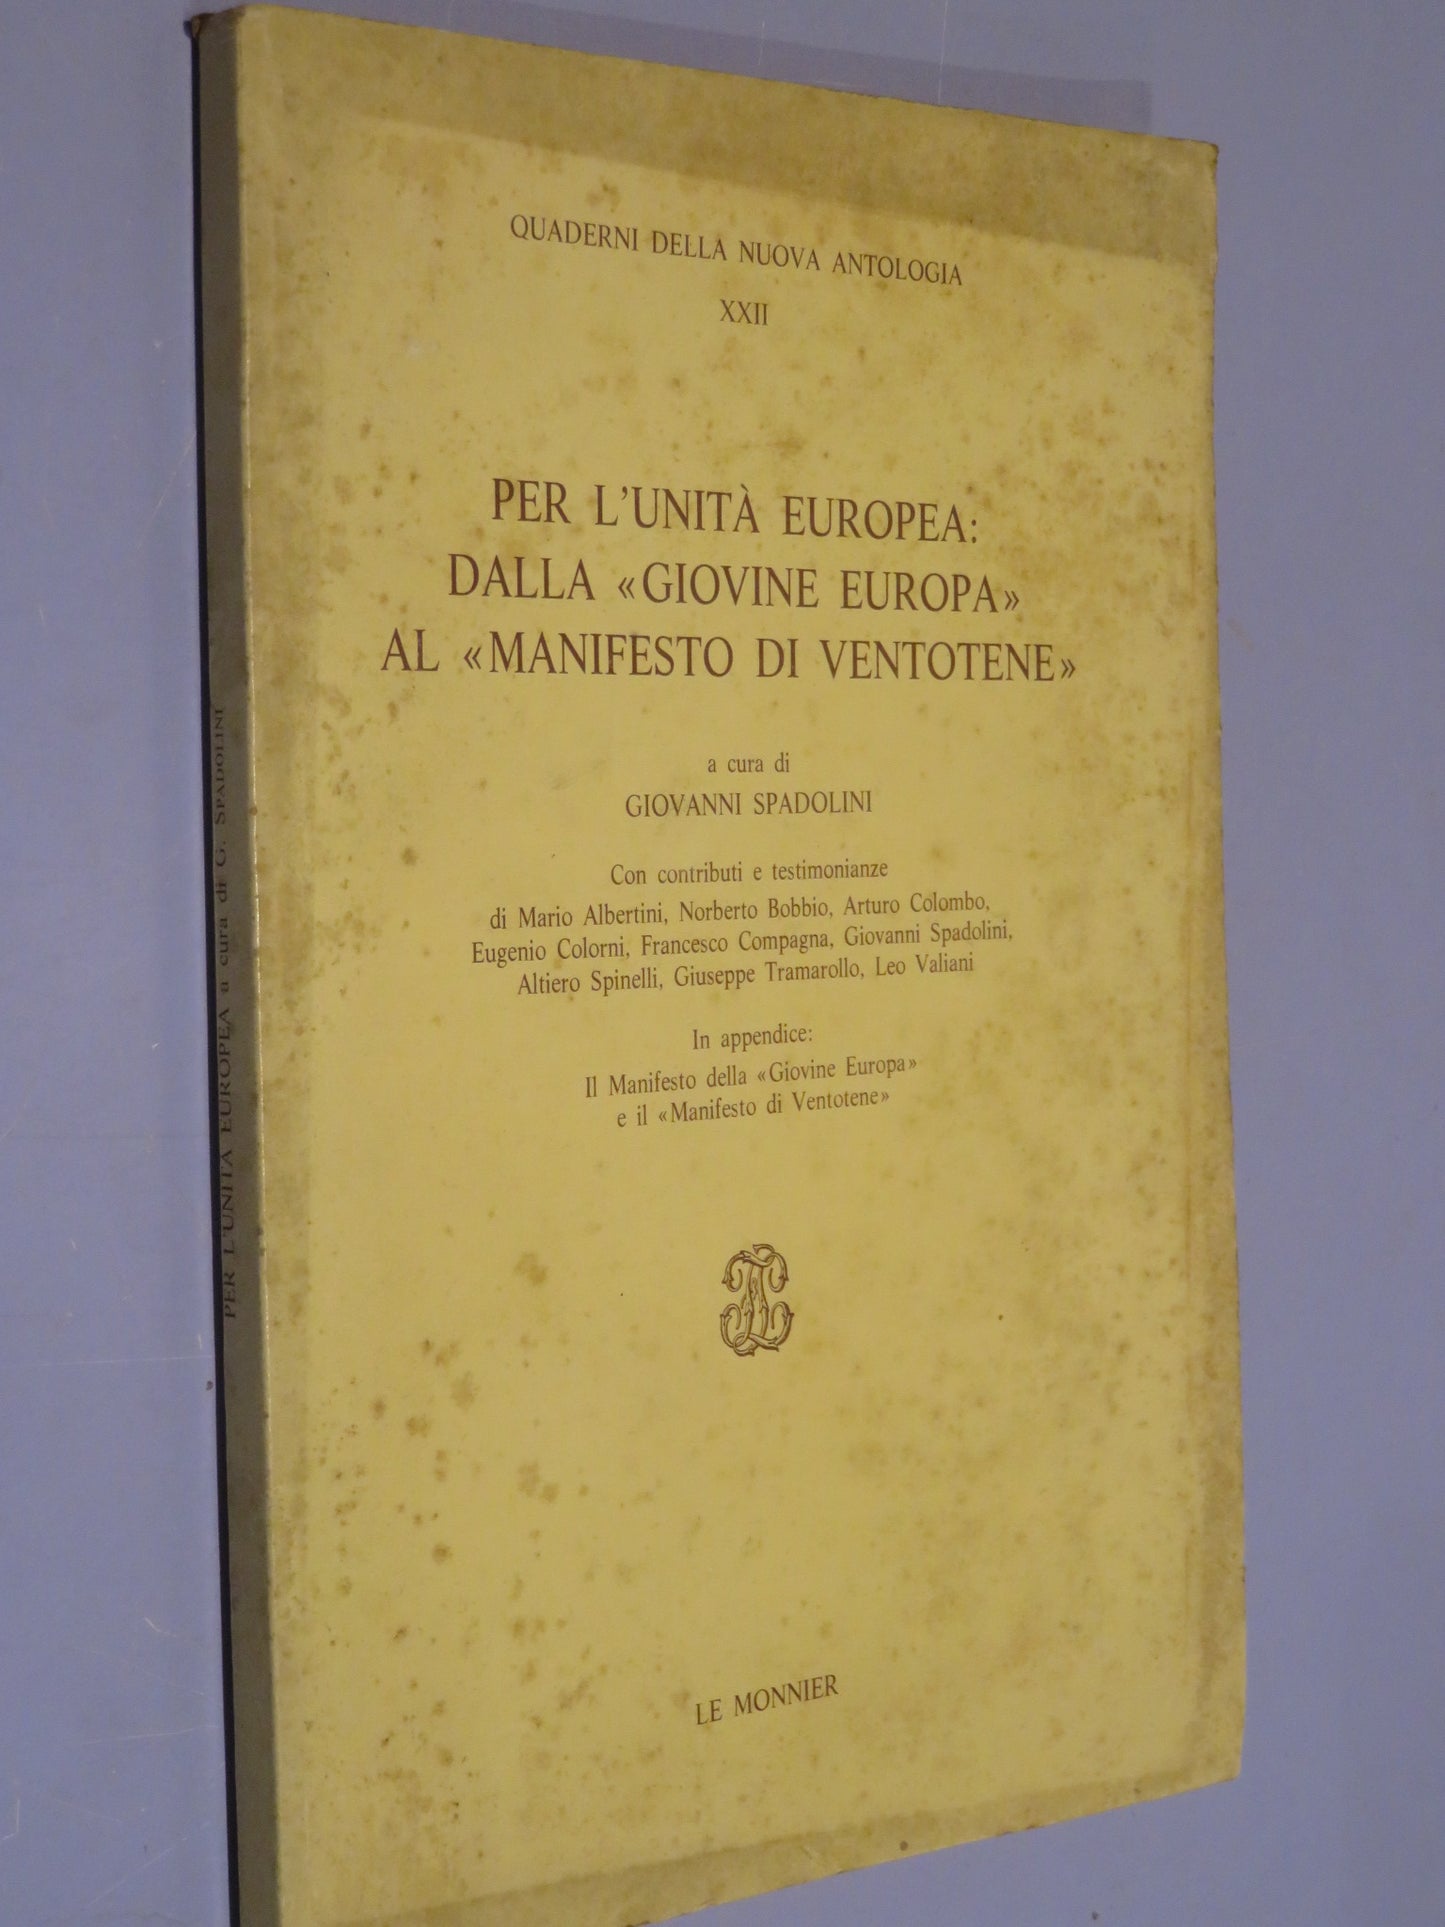 QUADERNI DELLA NUOVA ANTOLOGIA
XXII
PER L'UNITÀ EUROPEA:
DALLA «GIOVINE EUROPA»
AL «MANIFESTO DI VENTOTENE»
a cura di
GIOVANNI SPADOLINI
Con contributi e testimonianze
di Mario Albertini, Norberto Bobbio, Arturo Colombo,
Eugenio Colorni, Francesco Compagna, Giovanni Spadolini,
Altiero Spinelli, Giuseppe Tramarollo, Leo Valiani
In appendice:
Il Manifesto della «Giovine Europa»
e il «Manifesto di Ventotene»
LE MONNIER
PER L'UNITÀ EUROPEA a cura di G. SPADOLINI